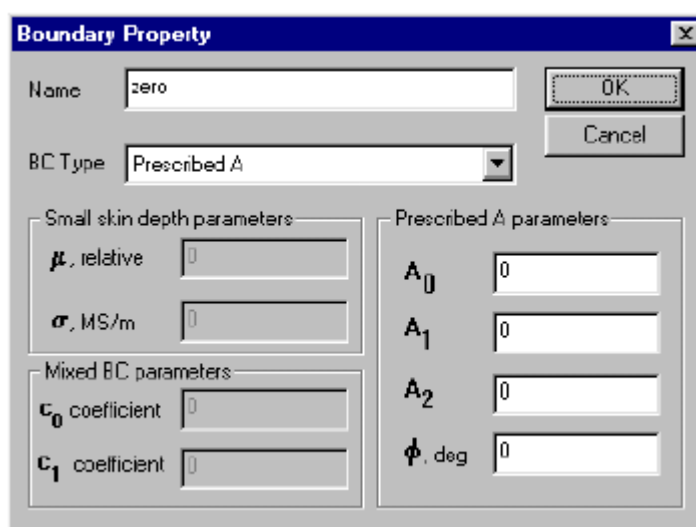 Boundary Property
Name
zero
OK
Cancel
BC Type
Prescribed A
Small skin depth parameters
μ, relative
0
σ, MS/m
0
Mixed BC parameters
c₀ coefficient
0
c₁ coefficient
0
Prescribed A parameters
A₀
0
A₁
0
A₂
0
ϕ, deg
0